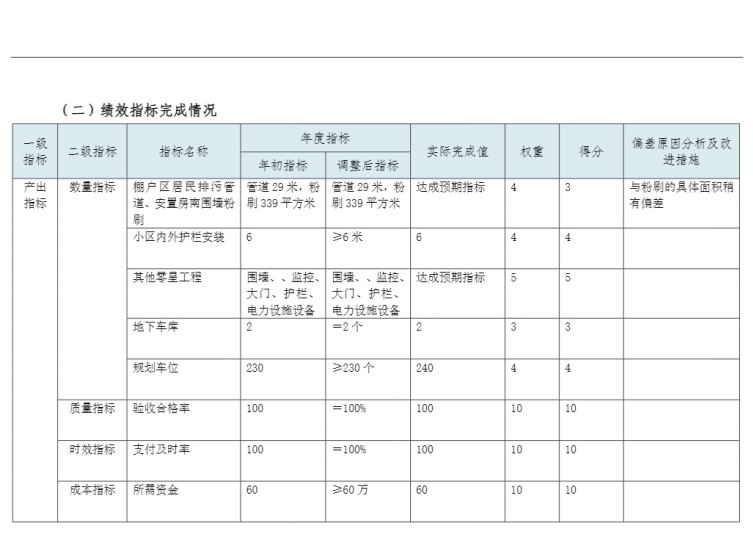 （二）绩效指标完成情况
一级指标 二级指标 指标名称 年度指标 实际完成值 权重 得分 偏差原因分析及改进措施
年初指标 调整后指标
产出指标 数量指标 棚户区居民排污管道、安置房南围墙粉刷 管道29米，粉刷339平方米 管道29米，粉刷339平方米 达成预期指标 4 3 与粉刷的具体面积稍有偏差
小区内外护栏安装 6 ≥6米 6 4 4
其他零星工程 围墙、、监控、大门、护栏、电力设施设备 围墙、、监控、大门、护栏、电力设施设备 达成预期指标 5 5
地下车库 2 ＝2个 2 3 3
规划车位 230 ≥230个 240 4 4
质量指标 验收合格率 100 ＝100% 100 10 10
时效指标 支付及时率 100 ＝100% 100 10 10
成本指标 所需资金 60 ≥60万 60 10 10